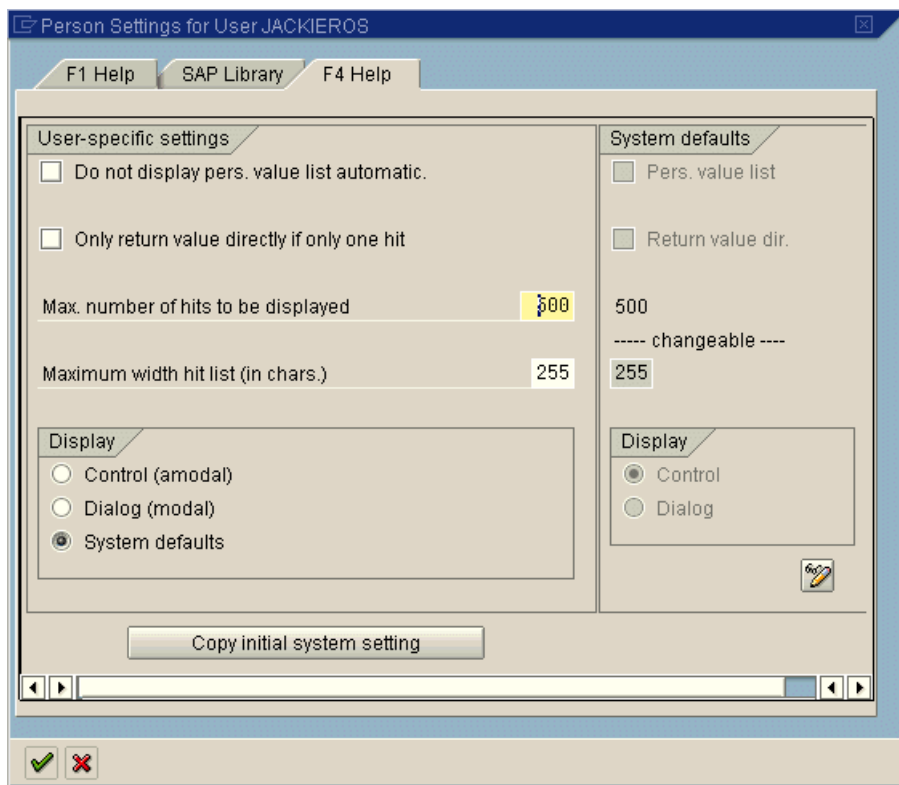 Person Settings for User JACKIEROS
F1 Help SAP Library F4 Help
User-specific settings System defaults
Do not display pers. value list automatic. Pers. value list
Only return value directly if only one hit Return value dir.
Max. number of hits to be displayed 500 500
----- changeable ----
Maximum width hit list (in chars.) 255 255
Display Display
Control (amodal) Control
Dialog (modal) Dialog
System defaults
Copy initial system setting